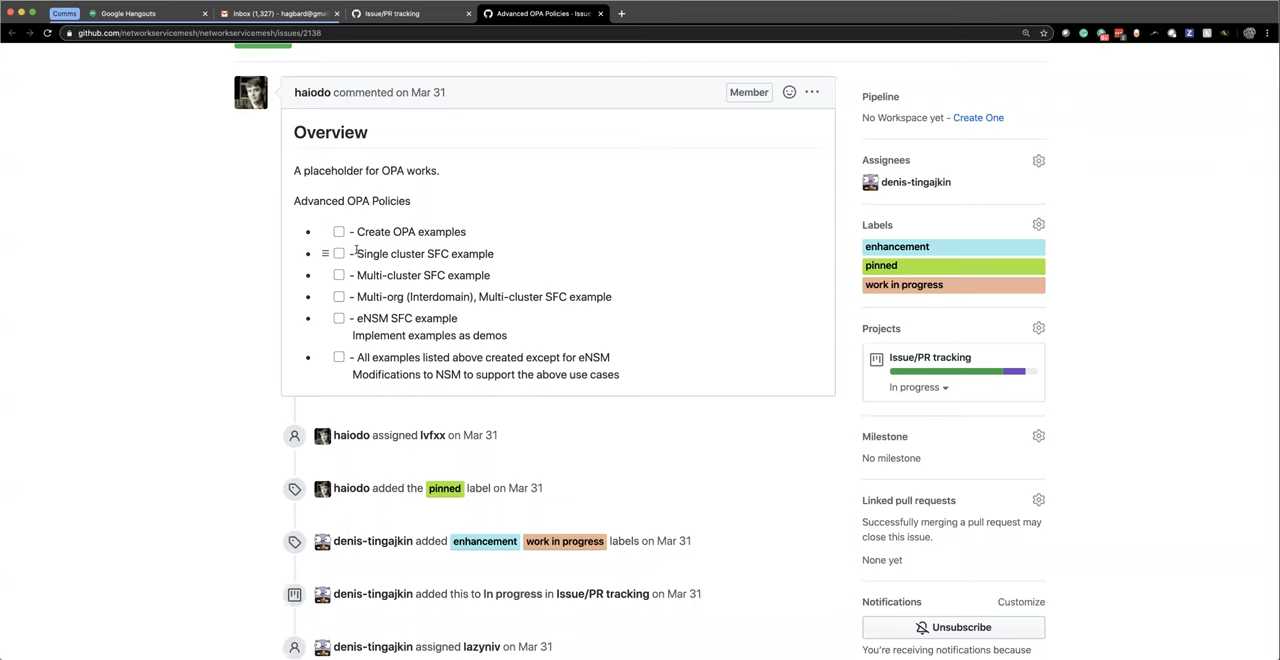 Comms
Google Hangouts
Inbox (1,327) - hagbard@gmai
Issue/PR tracking
Advanced OPA Policies · Issue
github.com/networkservicemesh/networkservicemesh/issues/2138
haiodo commented on Mar 31
Member
Overview
A placeholder for OPA works.
Advanced OPA Policies
- Create OPA examples
- Single cluster SFC example
- Multi-cluster SFC example
- Multi-org (Interdomain), Multi-cluster SFC example
- eNSM SFC example
Implement examples as demos
- All examples listed above created except for eNSM
Modifications to NSM to support the above use cases
haiodo assigned lvfxx on Mar 31
haiodo added the pinned label on Mar 31
denis-tingajkin added enhancement work in progress labels on Mar 31
denis-tingajkin added this to In progress in Issue/PR tracking on Mar 31
denis-tingajkin assigned lazyniv on Mar 31
Pipeline
No Workspace yet - Create One
Assignees
denis-tingajkin
Labels
enhancement
pinned
work in progress
Projects
Issue/PR tracking
In progress
Milestone
No milestone
Linked pull requests
Successfully merging a pull request may
close this issue.
None yet
Notifications
Customize
Unsubscribe
You're receiving notifications because